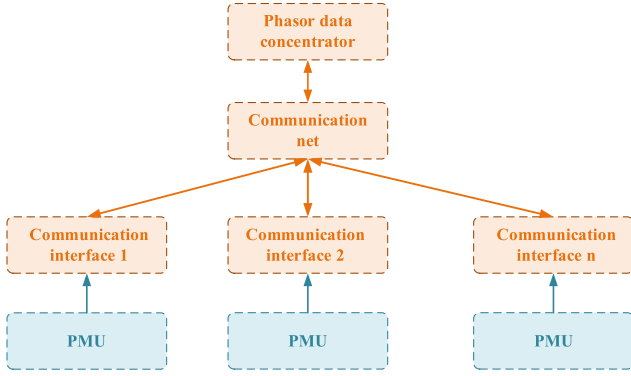 Phasor data
concentrator
Communication
net
Communication
interface 1
Communication
interface 2
Communication
interface n
PMU
PMU
PMU